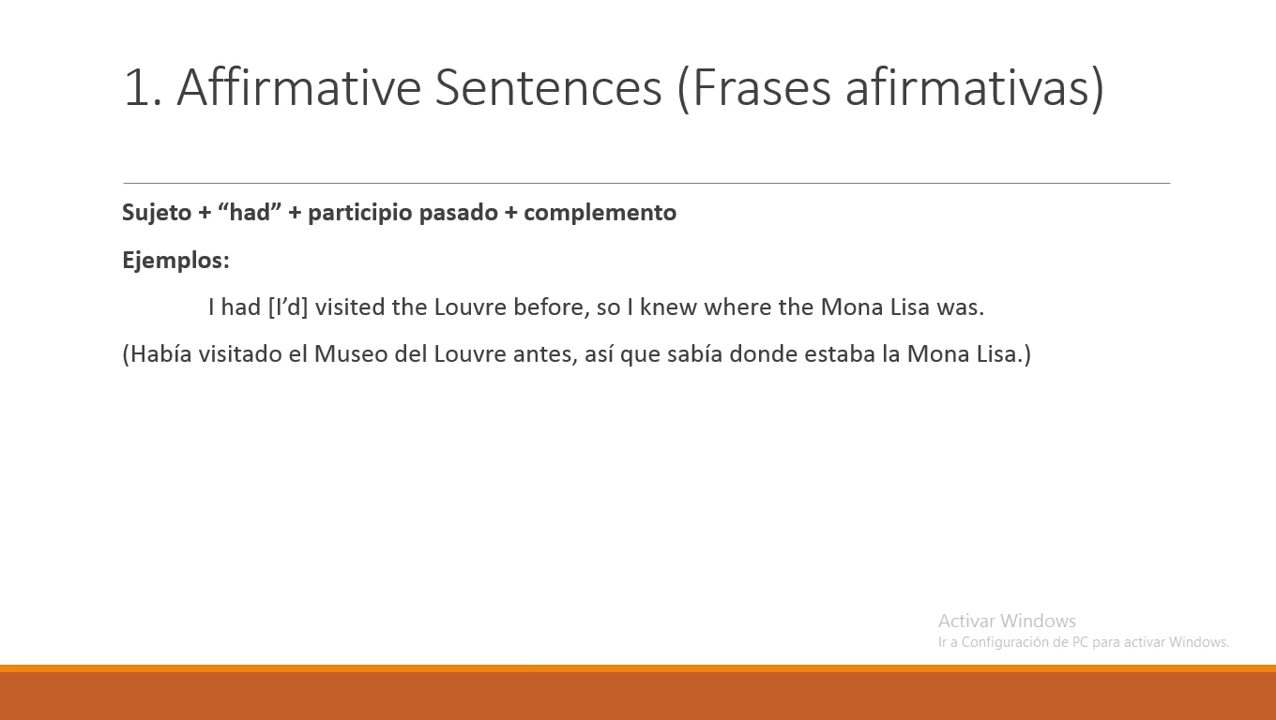 1. Affirmative Sentences (Frases afirmativas)
Sujeto + “had” + participio pasado + complemento
Ejemplos:
I had [I’d] visited the Louvre before, so I knew where the Mona Lisa was.
(Había visitado el Museo del Louvre antes, así que sabía donde estaba la Mona Lisa.)
Activar Windows
Ir a Configuración de PC para activar Windows.